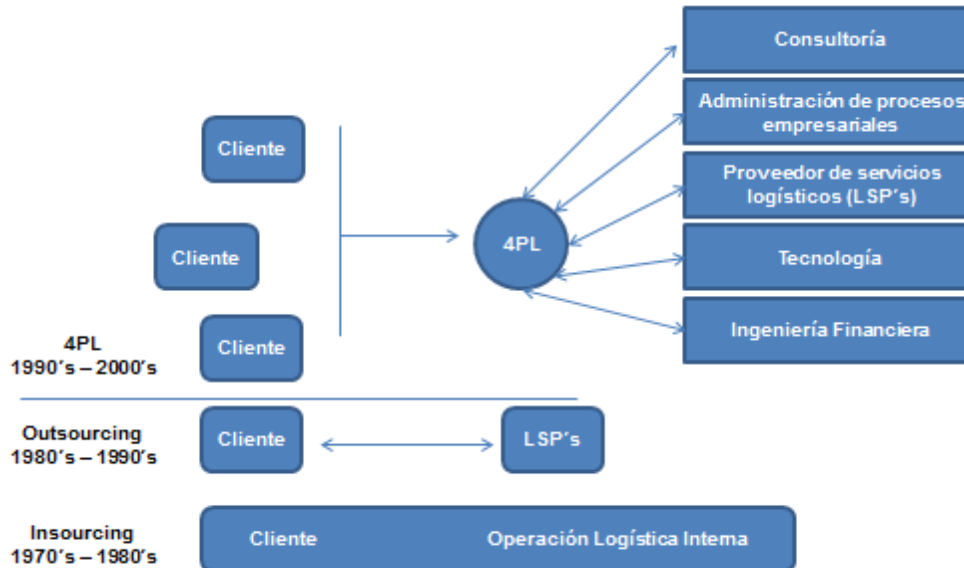 Consultoría
Administración de procesos
empresariales
Cliente
Proveedor de servicios
logísticos (LSP´s)
4PL
Cliente
Tecnología
Ingeniería Financiera
Cliente
4PL
1990´s – 2000´s
Outsourcing
1980´s – 1990´s
Cliente
LSP´s
Insourcing
1970´s – 1980´s
Cliente
Operación Logística Interna